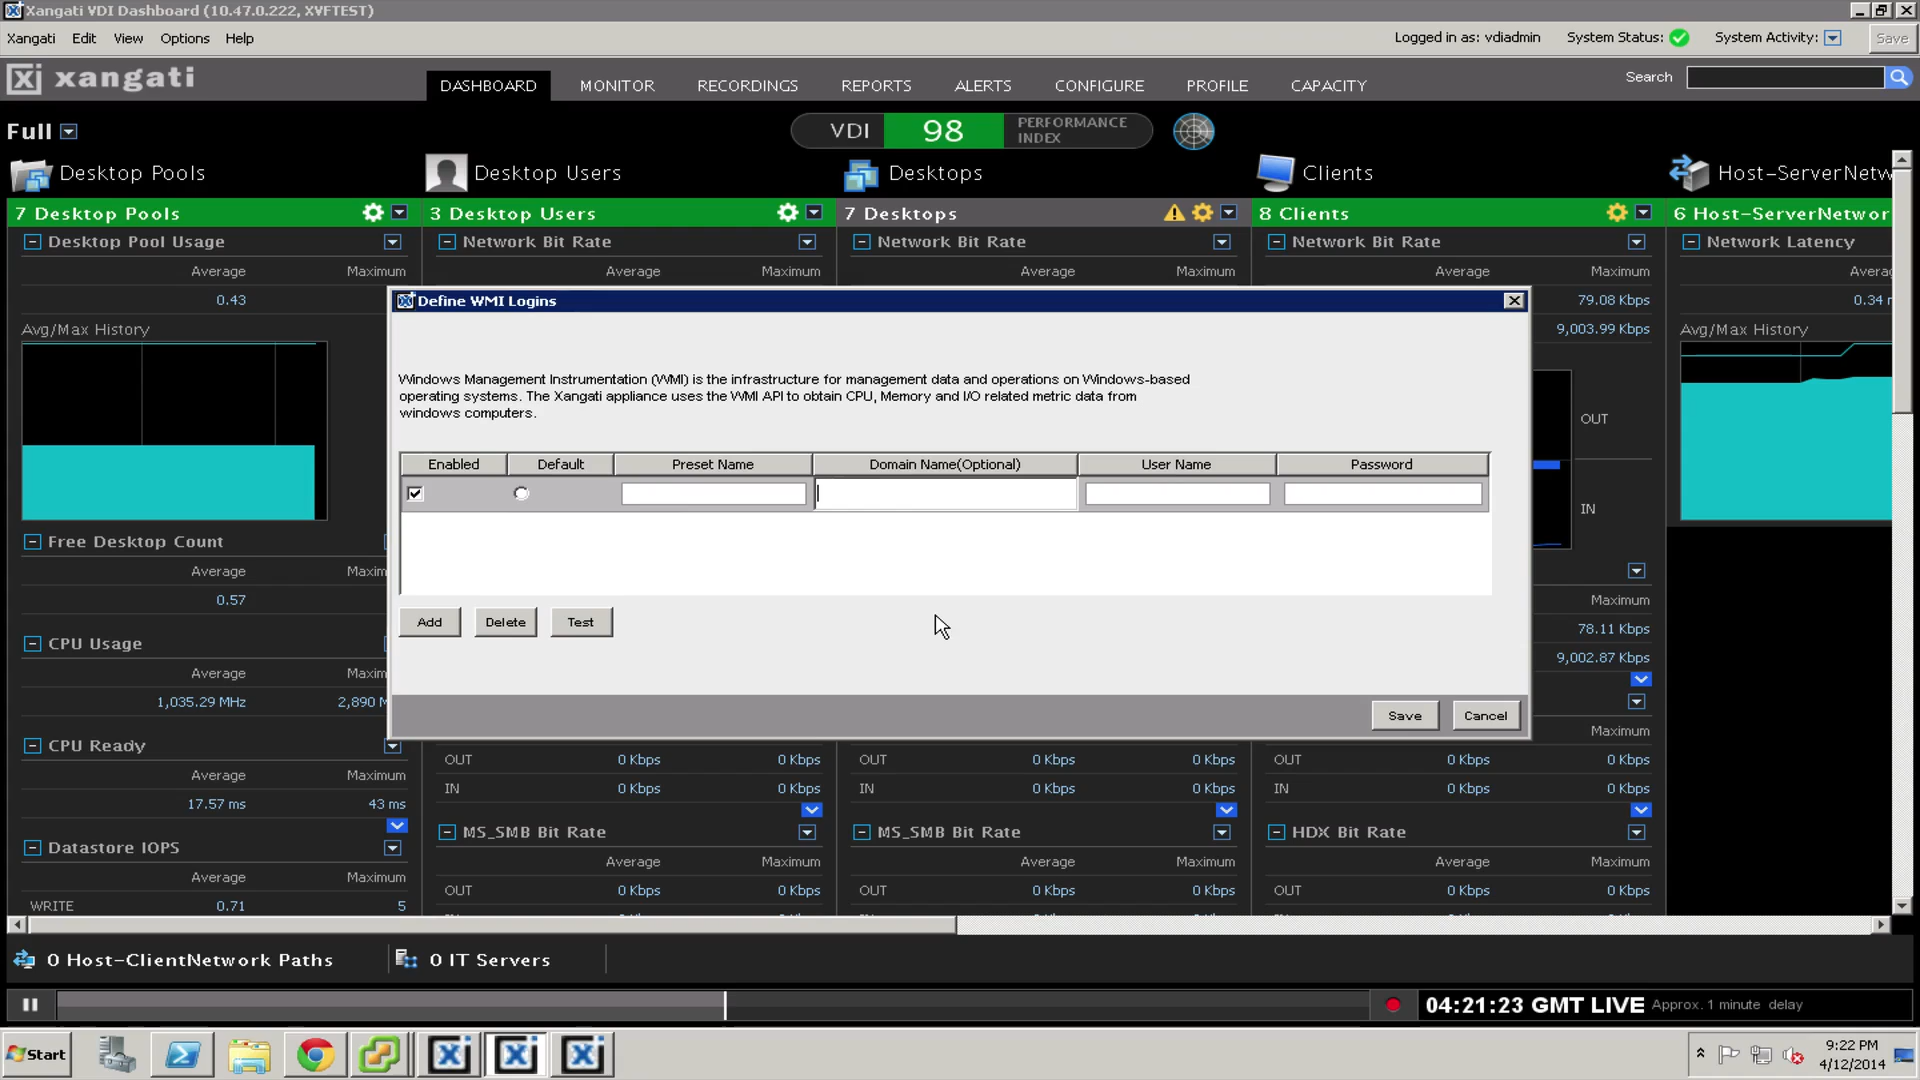 Xangati VDI Dashboard (10.47.0.222, XVFTEST)
Xangati Edit View Options Help
Logged in as: vdiadmin System Status: System Activity: Save
xangati
DASHBOARD MONITOR RECORDINGS REPORTS ALERTS CONFIGURE PROFILE CAPACITY
Search
Full
VDI 98 PERFORMANCE INDEX
Desktop Pools Desktop Users Desktops Clients Host-ServerNetw
7 Desktop Pools 3 Desktop Users 7 Desktops 8 Clients 6 Host-ServerNetwor
Desktop Pool Usage Network Bit Rate Network Bit Rate Network Bit Rate Network Latency
Average Maximum Average Maximum Average Maximum Average Maximum Averag
0.43 79.08 Kbps 0.34
9,003.99 Kbps
Avg/Max History Avg/Max History
OUT
IN
Define WMI Logins
Windows Management Instrumentation (WMI) is the infrastructure for management data and operations on Windows-based
operating systems. The Xangati appliance uses the WMI API to obtain CPU, Memory and I/O related metric data from
windows computers.
Enabled Default Preset Name Domain Name(Optional) User Name Password
Add Delete Test
Save Cancel
Free Desktop Count
Average Maxim
0.57
Maximum
78.11 Kbps
9,002.87 Kbps
CPU Usage
Average Maxim
1,035.29 MHz 2,890 M
Maximum
CPU Ready
Average Maximum
17.57 ms 43 ms
OUT 0 Kbps 0 Kbps OUT 0 Kbps 0 Kbps OUT 0 Kbps 0 Kbps
IN 0 Kbps 0 Kbps IN 0 Kbps 0 Kbps IN 0 Kbps 0 Kbps
Datastore IOPS MS_SMB Bit Rate MS_SMB Bit Rate HDX Bit Rate
Average Maximum Average Maximum Average Maximum Average Maximum
WRITE 0.71 5 OUT 0 Kbps 0 Kbps OUT 0 Kbps 0 Kbps OUT 0 Kbps 0 Kbps
0 Host-ClientNetwork Paths 0 IT Servers
04:21:23 GMT LIVE Approx. 1 minute delay
Start
9:22 PM
4/12/2014